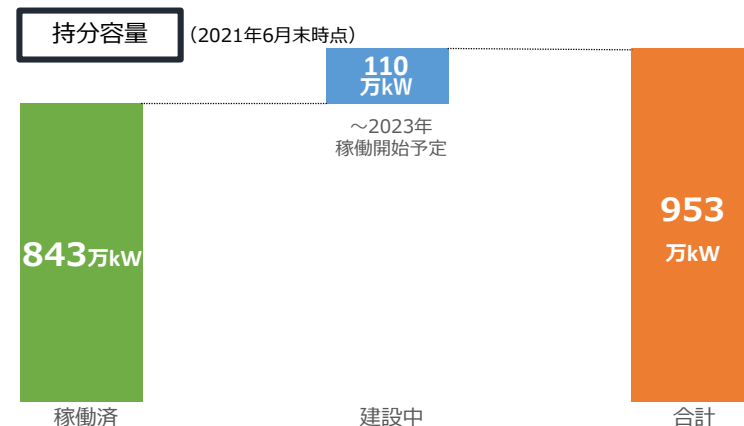 持分容量 （2021年6月末時点）
110
万kW
～2023年
稼働開始予定
843万kW
953
万kW
稼働済 建設中 合計